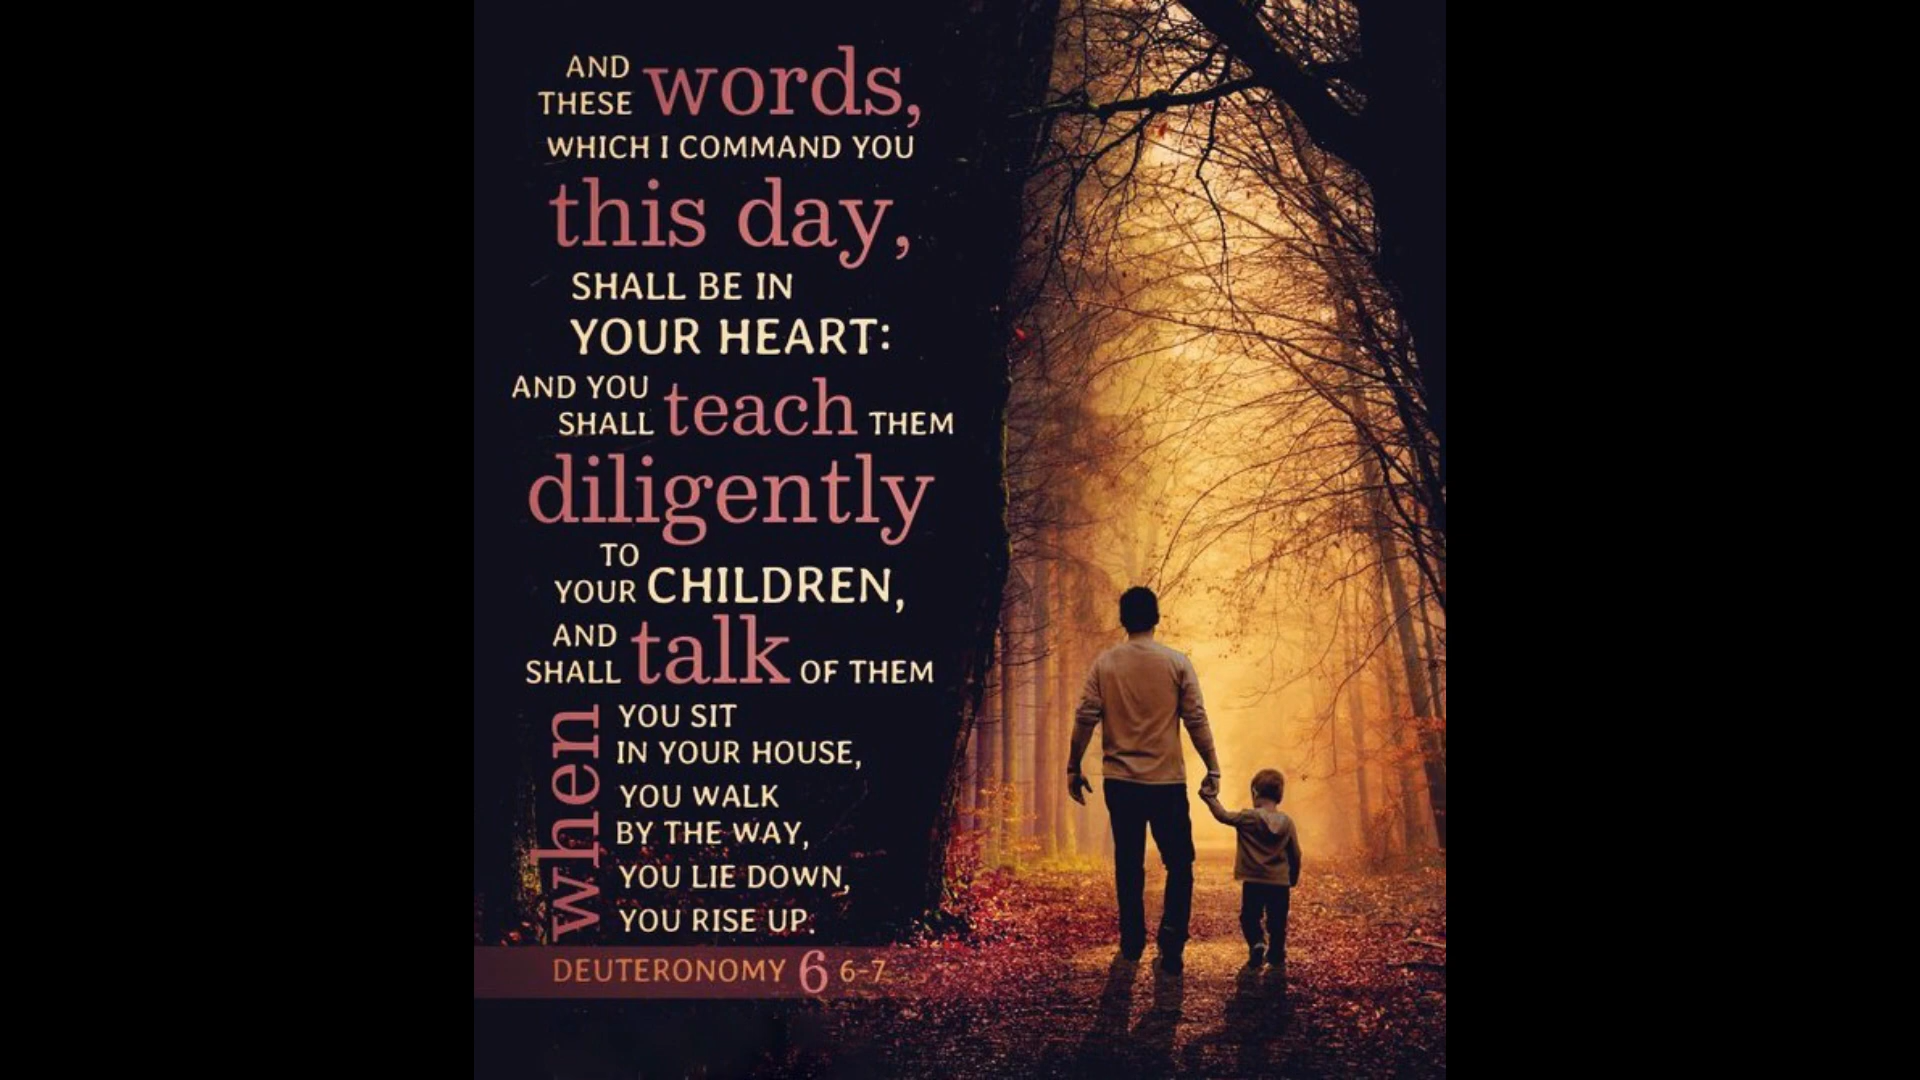 AND THESE words,
WHICH I COMMAND YOU
this day,
SHALL BE IN
YOUR HEART:
AND YOU SHALL teach THEM
diligently
TO YOUR CHILDREN,
AND SHALL talk OF THEM
when
YOU SIT
IN YOUR HOUSE,
YOU WALK
BY THE WAY,
YOU LIE DOWN,
YOU RISE UP.
DEUTERONOMY 6 6-7